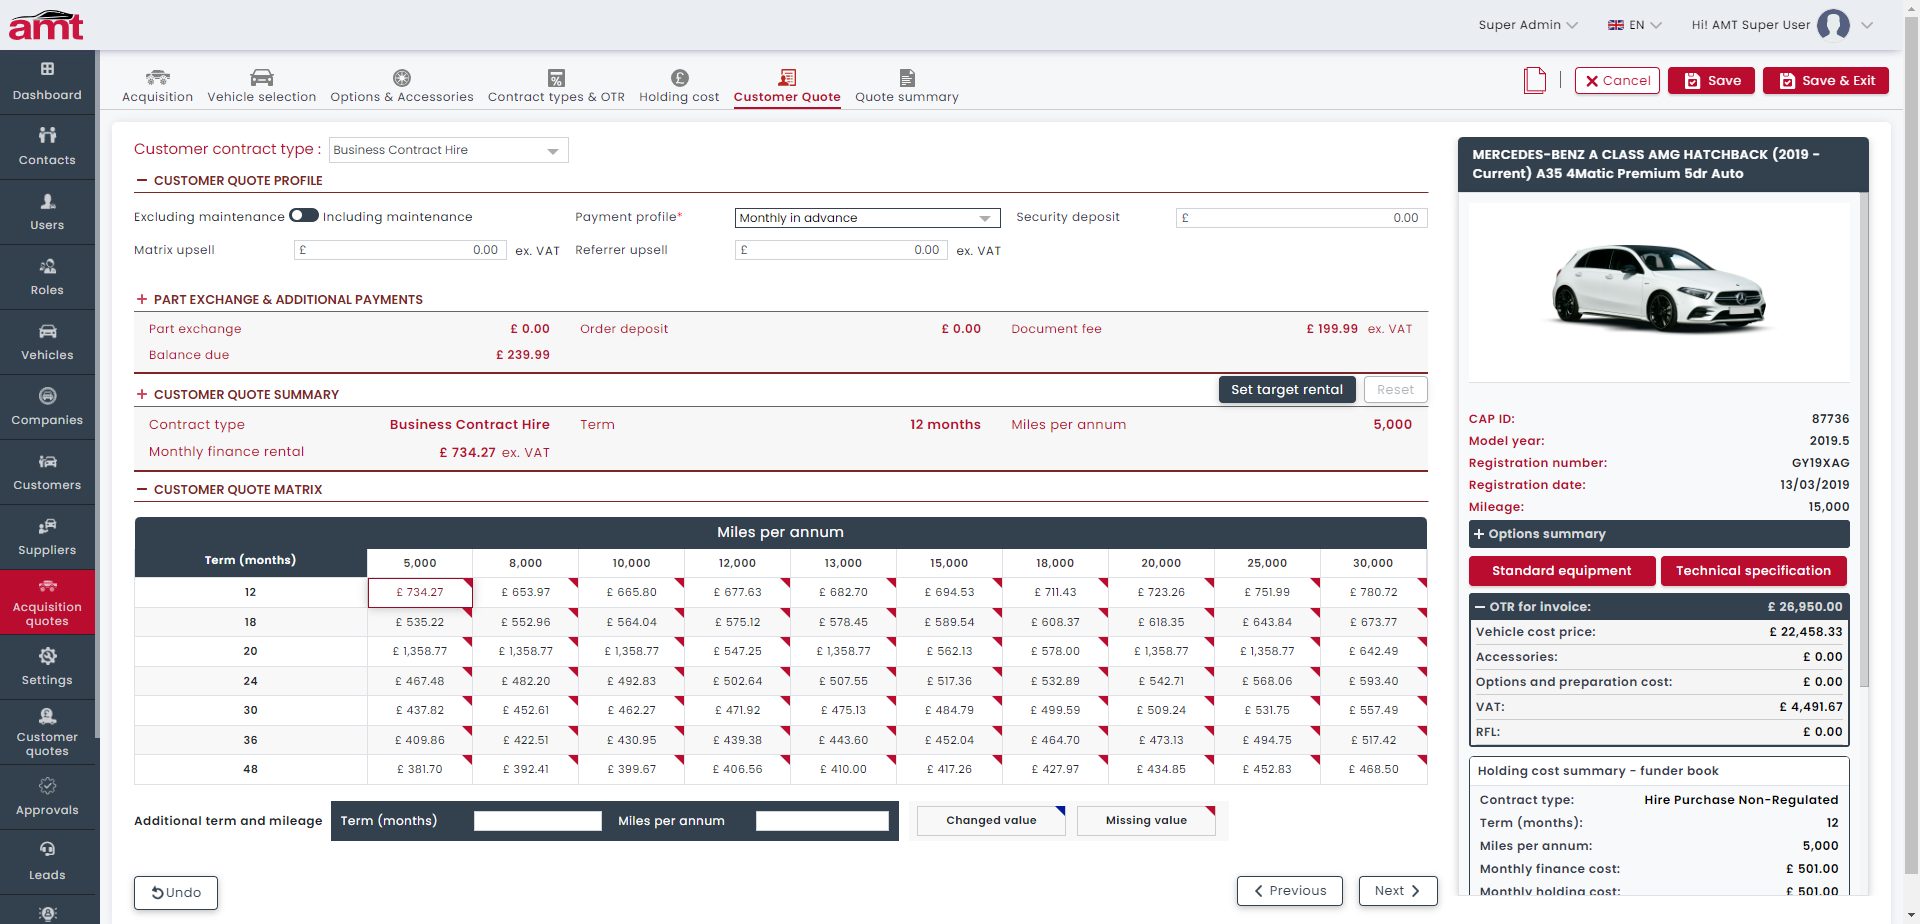 amt
Super Admin
EN
Hi! AMT Super User
Dashboard
Contacts
Users
Roles
Vehicles
Companies
Customers
Suppliers
Acquisition
quotes
Settings
Customer
quotes
Approvals
Leads
Acquisition
Vehicle selection
Options & Accessories
Contract types & OTR
Holding cost
Customer Quote
Quote summary
Cancel
Save
Save & Exit
Customer contract type :
Business Contract Hire
CUSTOMER QUOTE PROFILE
Excluding maintenance Including maintenance
Payment profile*
Monthly in advance
Security deposit
£ 0.00
Matrix upsell
£ 0.00 ex. VAT
Referrer upsell
£ 0.00 ex. VAT
+ PART EXCHANGE & ADDITIONAL PAYMENTS
Part exchange £ 0.00 Order deposit £ 0.00 Document fee £ 199.99 ex. VAT
Balance due £ 239.99
+ CUSTOMER QUOTE SUMMARY
Set target rental
Reset
Contract type Business Contract Hire Term 12 months Miles per annum 5,000
Monthly finance rental £ 734.27 ex. VAT
CUSTOMER QUOTE MATRIX
Miles per annum
Term (months) 5,000 8,000 10,000 12,000 13,000 15,000 18,000 20,000 25,000 30,000
12 £ 734.27 £ 653.97 £ 665.80 £ 677.63 £ 682.70 £ 694.53 £ 711.43 £ 723.26 £ 751.99 £ 780.72
18 £ 535.22 £ 552.96 £ 564.04 £ 575.12 £ 578.45 £ 589.54 £ 608.37 £ 618.35 £ 643.84 £ 673.77
20 £ 1,358.77 £ 1,358.77 £ 1,358.77 £ 547.25 £ 1,358.77 £ 562.13 £ 578.00 £ 1,358.77 £ 1,358.77 £ 642.49
24 £ 467.48 £ 482.20 £ 492.83 £ 502.64 £ 507.55 £ 517.36 £ 532.89 £ 542.71 £ 568.06 £ 593.40
30 £ 437.82 £ 452.61 £ 462.27 £ 471.92 £ 475.13 £ 484.79 £ 499.59 £ 509.24 £ 531.75 £ 557.49
36 £ 409.86 £ 422.51 £ 430.95 £ 439.38 £ 443.60 £ 452.04 £ 464.70 £ 473.13 £ 494.75 £ 517.42
48 £ 381.70 £ 392.41 £ 399.67 £ 406.56 £ 410.00 £ 417.26 £ 427.97 £ 434.85 £ 452.83 £ 468.50
Additional term and mileage
Term (months)
Miles per annum
Changed value
Missing value
Undo
Previous
Next
MERCEDES-BENZ A CLASS AMG HATCHBACK (2019 -
Current) A35 4Matic Premium 5dr Auto
CAP ID: 87736
Model year: 2019.5
Registration number: GY19XAG
Registration date: 13/03/2019
Mileage: 15,000
+ Options summary
Standard equipment
Technical specification
OTR for invoice: £ 26,950.00
Vehicle cost price: £ 22,458.33
Accessories: £ 0.00
Options and preparation cost: £ 0.00
VAT: £ 4,491.67
RFL: £ 0.00
Holding cost summary - funder book
Contract type: Hire Purchase Non-Regulated
Term (months): 12
Miles per annum: 5,000
Monthly finance cost: £ 501.00
Monthly holding cost: £ 501.00